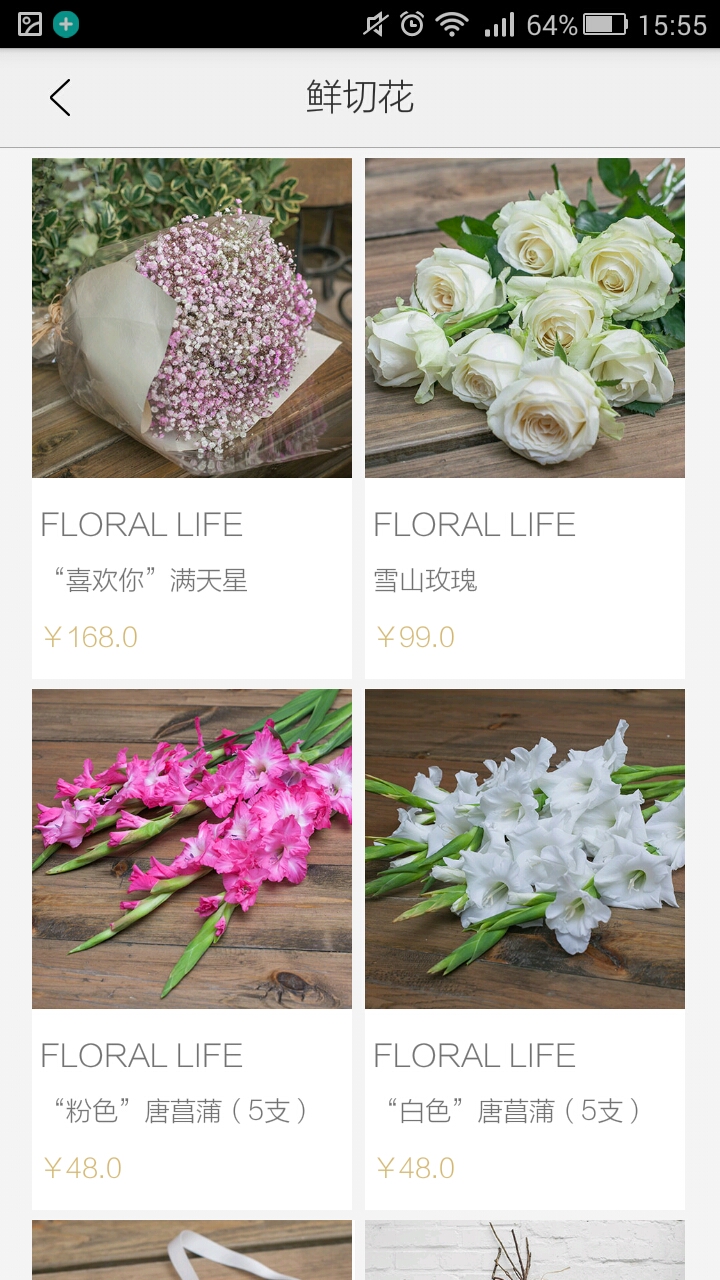 64% 15:55
鲜切花
FLORAL LIFE
“喜欢你”满天星
￥168.0
FLORAL LIFE
雪山玫瑰
￥99.0
FLORAL LIFE
“粉色”唐菖蒲（5支）
￥48.0
FLORAL LIFE
“白色”唐菖蒲（5支）
￥48.0